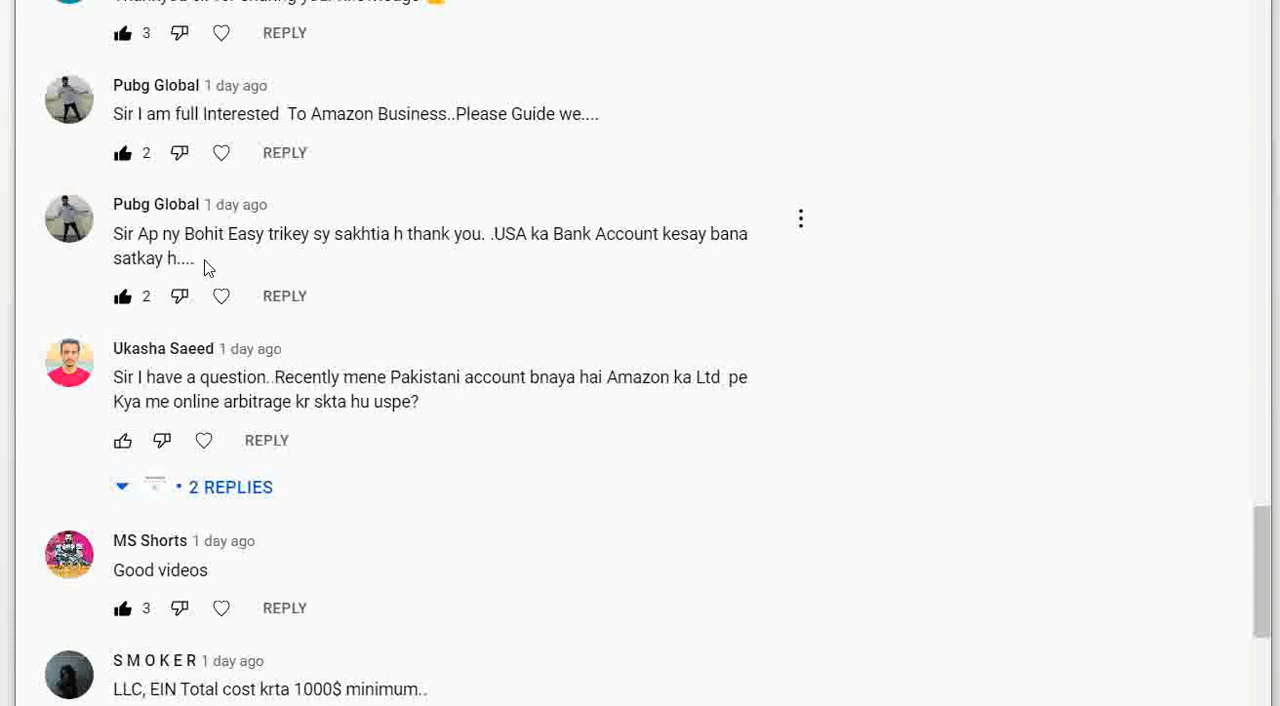 3 REPLY
Pubg Global 1 day ago
Sir I am full Interested To Amazon Business..Please Guide we....
2 REPLY
Pubg Global 1 day ago
Sir Ap ny Bohit Easy trikey sy sakhtia h thank you. .USA ka Bank Account kesay bana
satkay h....
2 REPLY
Ukasha Saeed 1 day ago
Sir I have a question..Recently mene Pakistani account bnaya hai Amazon ka Ltd pe
Kya me online arbitrage kr skta hu uspe?
REPLY
• 2 REPLIES
MS Shorts 1 day ago
Good videos
3 REPLY
S M O K E R 1 day ago
LLC, EIN Total cost krta 1000$ minimum..